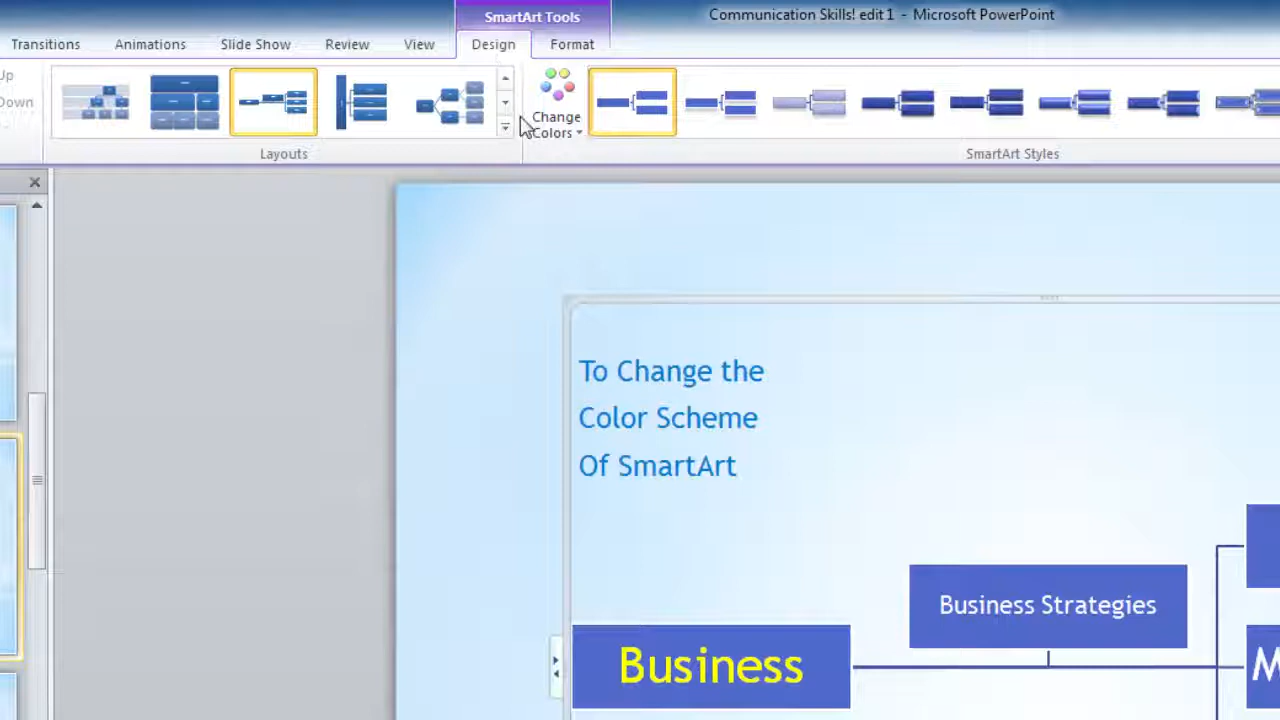 SmartArt Tools
Communication Skills! edit 1 - Microsoft PowerPoint
Transitions Animations Slide Show Review View Design Format
Up
Down
Change
Colors
Layouts
SmartArt Styles
To Change the
Color Scheme
Of SmartArt
Business Strategies
Business
M